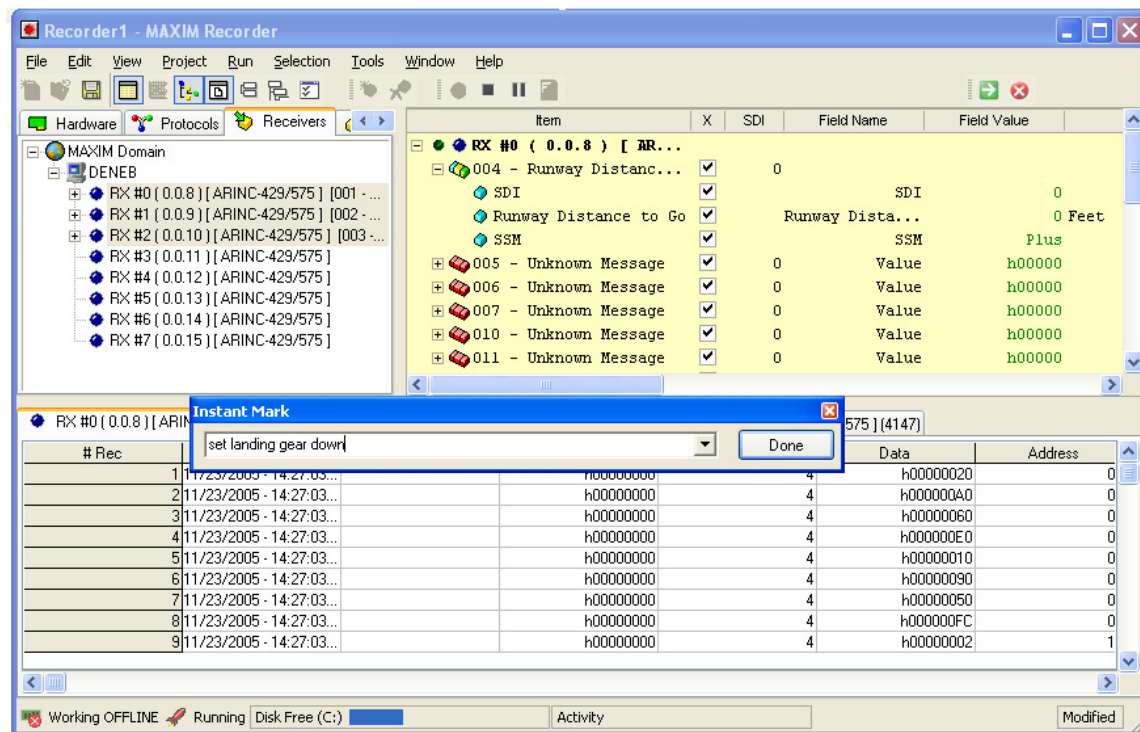 Recorder1 - MAXIM Recorder
File Edit View Project Run Selection Tools Window Help
Hardware Protocols Receivers
MAXIM Domain
DENEB
RX #0 ( 0.0.8 ) [ ARINC-429/575 ] [001 - ...
RX #1 ( 0.0.9 ) [ ARINC-429/575 ] [002 - ...
RX #2 ( 0.0.10 ) [ ARINC-429/575 ] [003 -...
RX #3 ( 0.0.11 ) [ ARINC-429/575 ]
RX #4 ( 0.0.12 ) [ ARINC-429/575 ]
RX #5 ( 0.0.13 ) [ ARINC-429/575 ]
RX #6 ( 0.0.14 ) [ ARINC-429/575 ]
RX #7 ( 0.0.15 ) [ ARINC-429/575 ]
Item X SDI Field Name Field Value
RX #0 ( 0.0.8 ) [ AR...
004 - Runway Distanc... 0
SDI SDI 0
Runway Distance to Go Runway Dista... 0 Feet
SSM SSM Plus
005 - Unknown Message 0 Value h00000
006 - Unknown Message 0 Value h00000
007 - Unknown Message 0 Value h00000
010 - Unknown Message 0 Value h00000
011 - Unknown Message 0 Value h00000
Instant Mark
set landing gear down
Done
RX #0 ( 0.0.8 ) [ ARIN 575 ] (4147)
# Rec Data Address
1 11/23/2005 - 14:27:03... h00000000 4 h00000020 0
2 11/23/2005 - 14:27:03... h00000000 4 h000000A0 0
3 11/23/2005 - 14:27:03... h00000000 4 h00000060 0
4 11/23/2005 - 14:27:03... h00000000 4 h000000E0 0
5 11/23/2005 - 14:27:03... h00000000 4 h00000010 0
6 11/23/2005 - 14:27:03... h00000000 4 h00000090 0
7 11/23/2005 - 14:27:03... h00000000 4 h00000050 0
8 11/23/2005 - 14:27:03... h00000000 4 h000000FC 0
9 11/23/2005 - 14:27:03... h00000000 4 h00000002 1
Working OFFLINE Running Disk Free (C:) Activity Modified